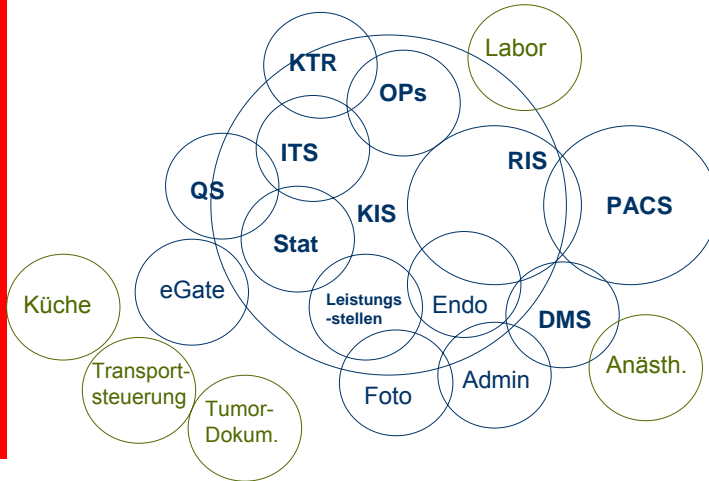 Labor
KTR
OPs
ITS
RIS
QS
KIS
PACS
Stat
eGate
Küche
Leistungs
-stellen
Endo
DMS
Anästh.
Transport-
steuerung
Foto
Admin
Tumor-
Dokum.